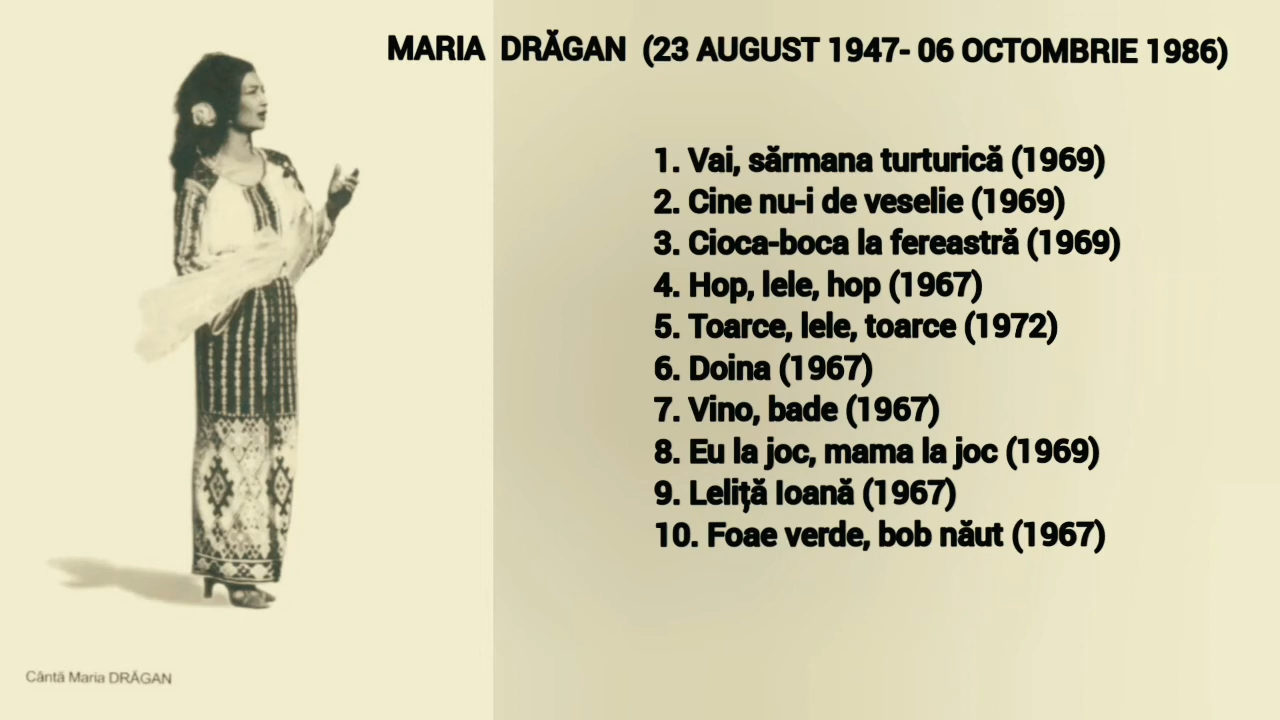 MARIA DRĂGAN (23 AUGUST 1947- 06 OCTOMBRIE 1986)
1. Vai, sărmana turturică (1969)
2. Cine nu-i de veselie (1969)
3. Cioca-boca la fereastră (1969)
4. Hop, lele, hop (1967)
5. Toarce, lele, toarce (1972)
6. Doina (1967)
7. Vino, bade (1967)
8. Eu la joc, mama la joc (1969)
9. Leliţă Ioană (1967)
10. Foae verde, bob năut (1967)
Cântă Maria DRĂGAN